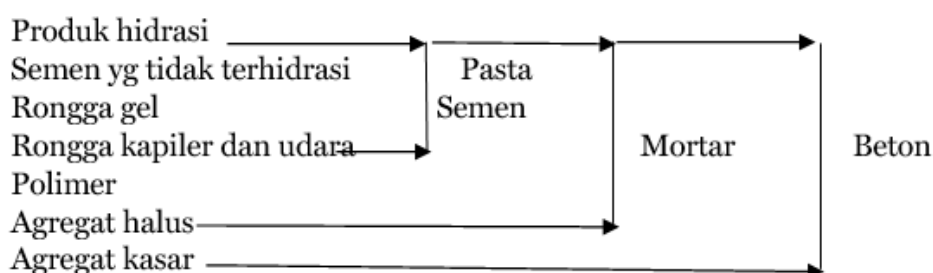 Produk hidrasi
Semen yg tidak terhidrasi Pasta
Rongga gel Semen
Rongga kapiler dan udara Mortar Beton
Polimer
Agregat halus
Agregat kasar